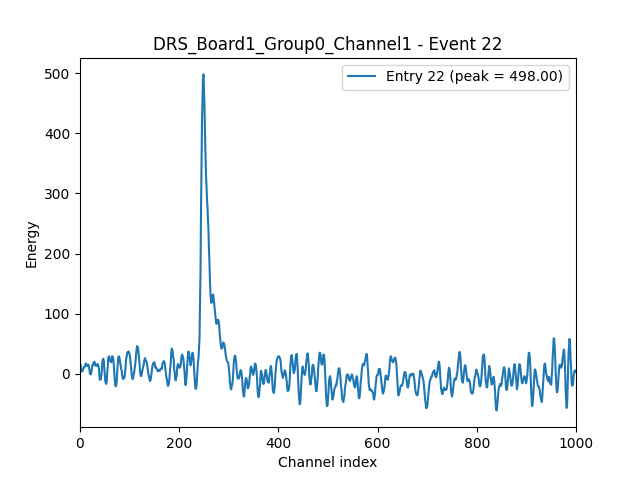 DRS_Board1_Group0_Channel1 - Event 22
Entry 22 (peak = 498.00)
500
400
300
200
100
0
Energy
0 200 400 600 800 1000
Channel index